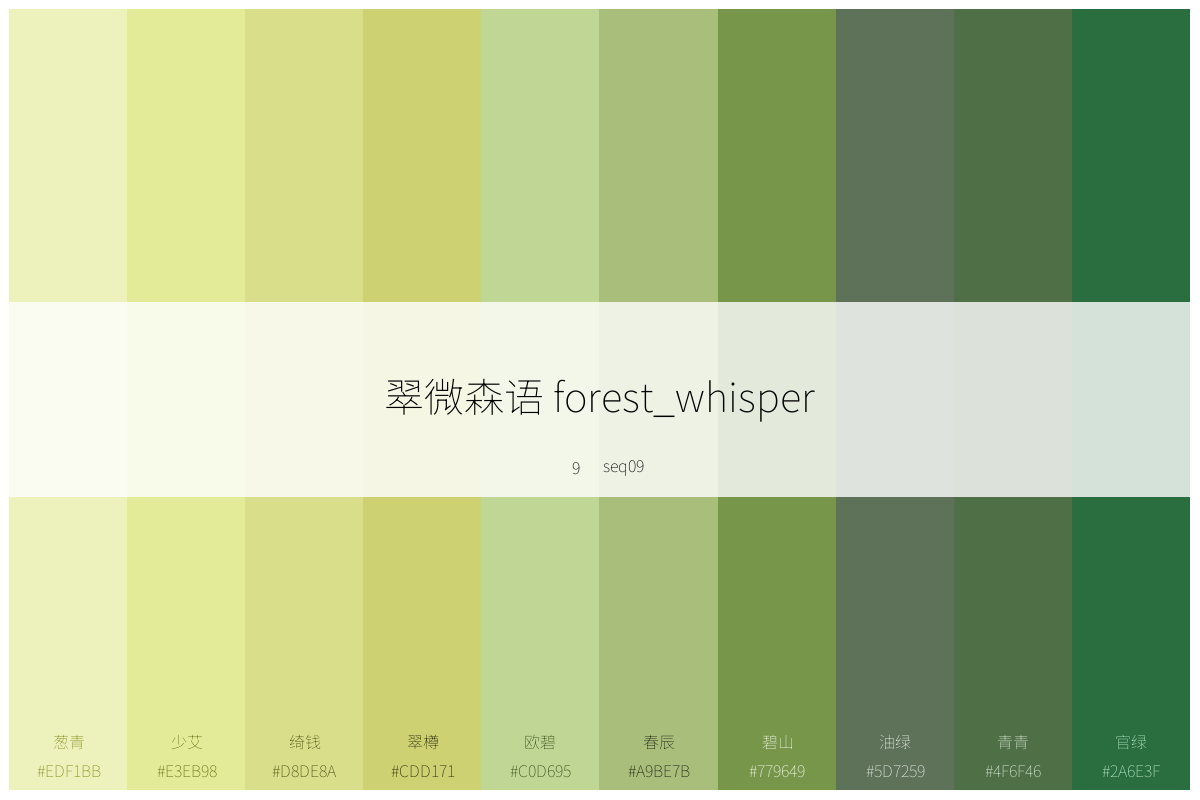 翠微森语 forest_whisper
9 seq09
葱青 少艾 绮钱 翠樽 欧碧 春辰 碧山 油绿 青青 官绿
#EDF1BB #E3EB98 #D8DE8A #CDD171 #C0D695 #A9BE7B #779649 #5D7259 #4F6F46 #2A6E3F